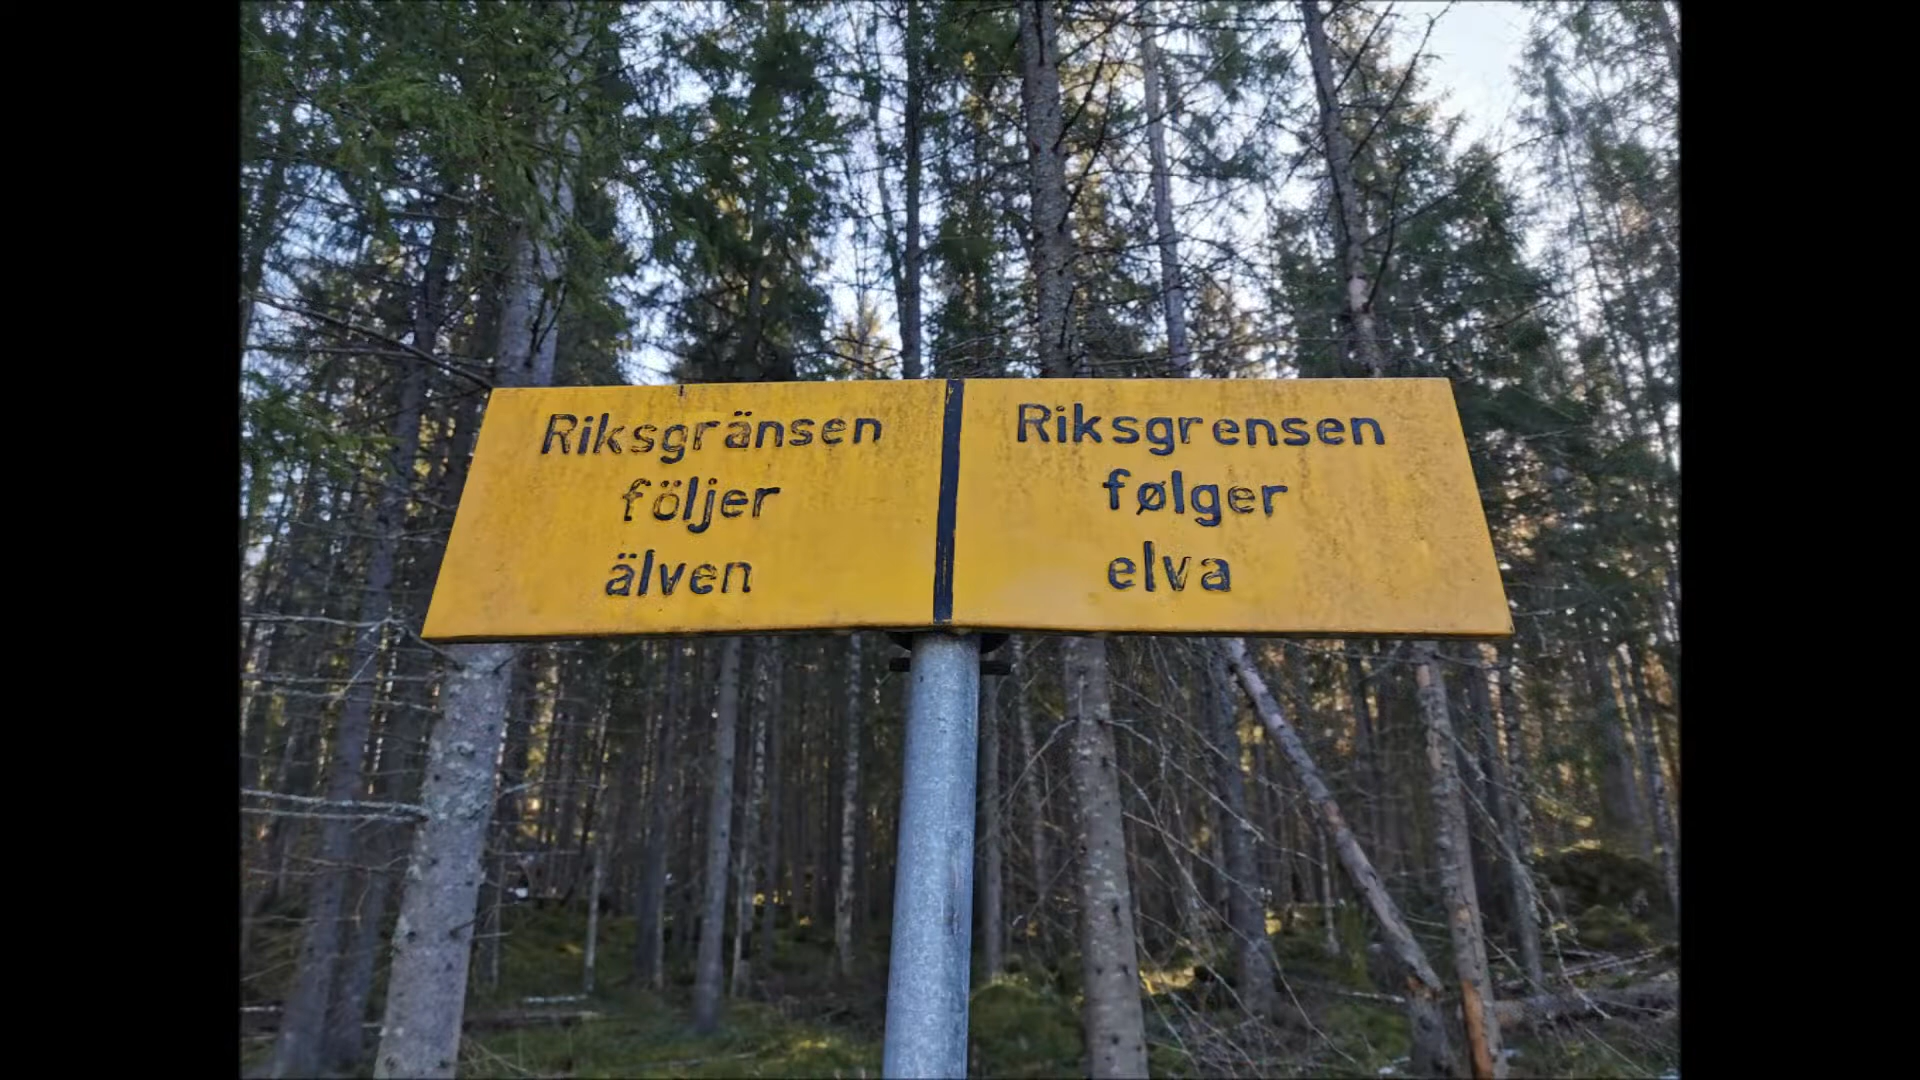 Riksgränsen
följer
älven
Riksgrensen
følger
elva